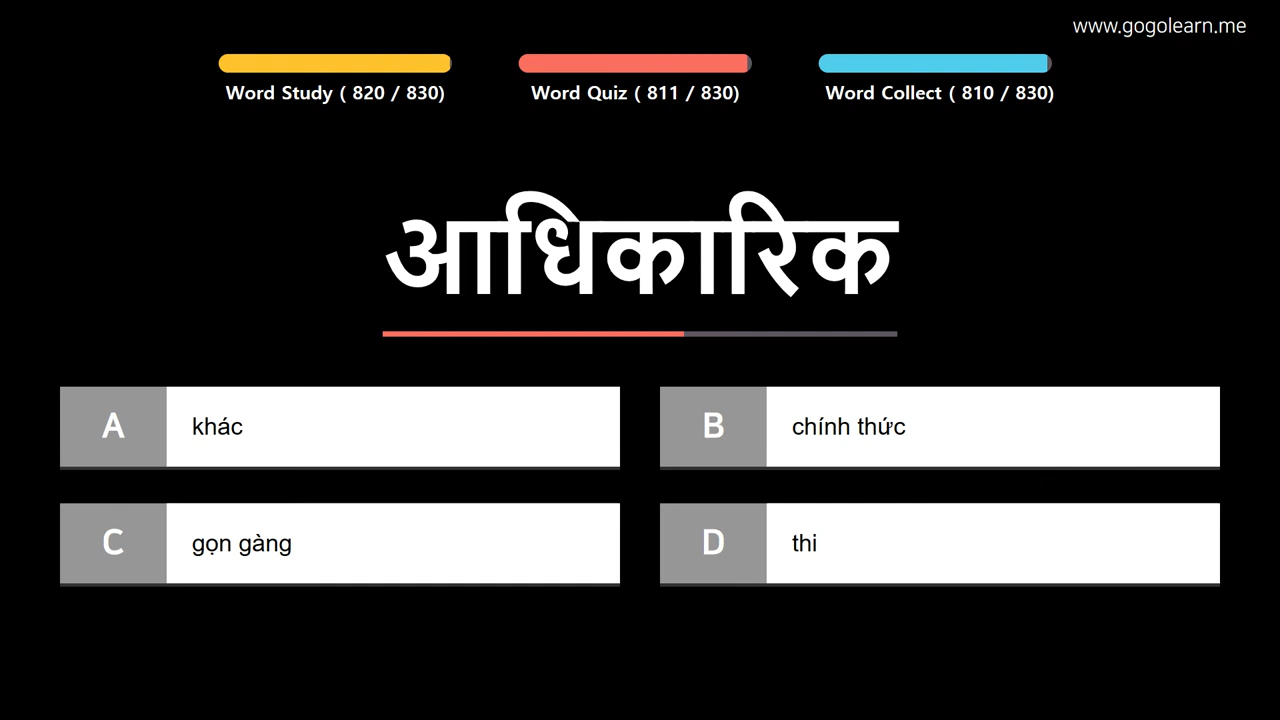 www.gogolearn.me
Word Study ( 820 / 830)
Word Quiz ( 811 / 830)
Word Collect ( 810 / 830)
आधिकारिक
A khác
B chính thức
C gọn gàng
D thi